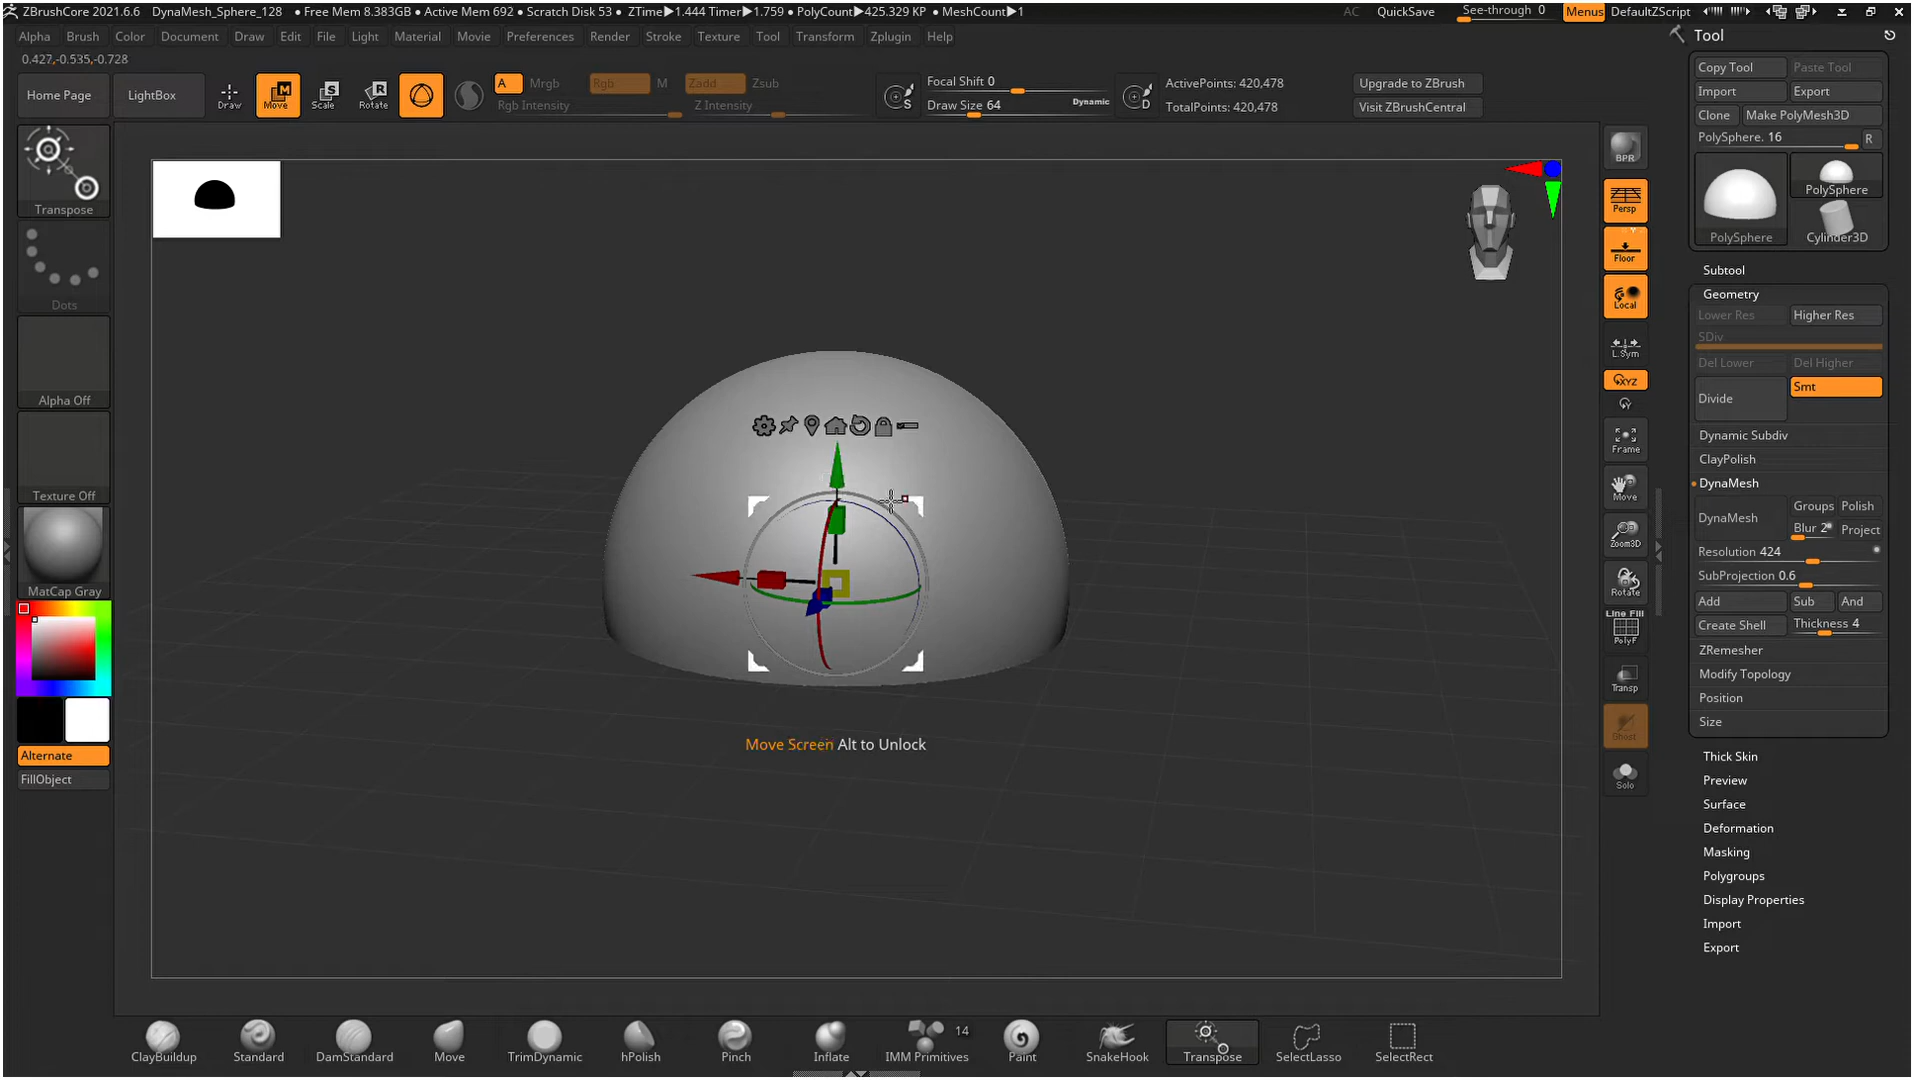 ZBrushCore 2021.6.6 DynaMesh_Sphere_128 • Free Mem 8.383GB • Active Mem 692 • Scratch Disk 53 • ZTime▶1.444 Timer▶1.759 • PolyCount▶425.329 KP • MeshCount▶1 AC QuickSave See-through 0 Menus DefaultZScript
Alpha Brush Color Document Draw Edit File Light Material Movie Preferences Render Stroke Texture Tool Transform Zplugin Help
0.427,-0.535,-0.728
Home Page LightBox Draw Move Scale Rotate
A Mrgb Rgb M Zadd Zsub
Rgb Intensity Z Intensity
S Focal Shift 0
Draw Size 64 Dynamic D
ActivePoints: 420,478
TotalPoints: 420,478
Upgrade to ZBrush
Visit ZBrushCentral
Transpose
Dots
Alpha Off
Texture Off
MatCap Gray
Alternate
FillObject
Move Screen Alt to Unlock
BPR
Persp
Floor
Local
L.Sym
XYZ
Y
Frame
Move
Zoom3D
Rotate
Line Fill
PolyF
Transp
Ghost
Solo
Tool
Copy Tool Paste Tool
Import Export
Clone Make PolyMesh3D
PolySphere. 16 R
PolySphere
PolySphere
Cylinder3D
Subtool
Geometry
Lower Res Higher Res
SDiv
Del Lower Del Higher
Divide Smt
Dynamic Subdiv
ClayPolish
DynaMesh
DynaMesh Groups Polish
Blur 2 Project
Resolution 424
SubProjection 0.6
Add Sub And
Create Shell Thickness 4
ZRemesher
Modify Topology
Position
Size
Thick Skin
Preview
Surface
Deformation
Masking
Polygroups
Display Properties
Import
Export
14
ClayBuildup Standard DamStandard Move TrimDynamic hPolish Pinch Inflate IMM Primitives Paint SnakeHook Transpose SelectLasso SelectRect